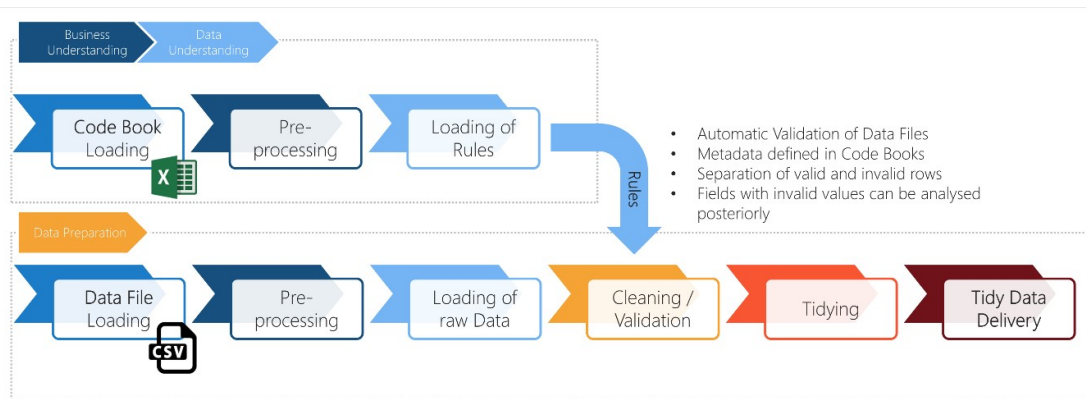 Business
Understanding
Data
Understanding
Code Book
Loading
X
Pre-
processing
Loading of
Rules
Rules
• Automatic Validation of Data Files
• Metadata defined in Code Books
• Separation of valid and invalid rows
• Fields with invalid values can be analysed
posteriorly
Data Preparation
Data File
Loading
CSV
Pre-
processing
Loading of
raw Data
Cleaning /
Validation
Tidying
Tidy Data
Delivery